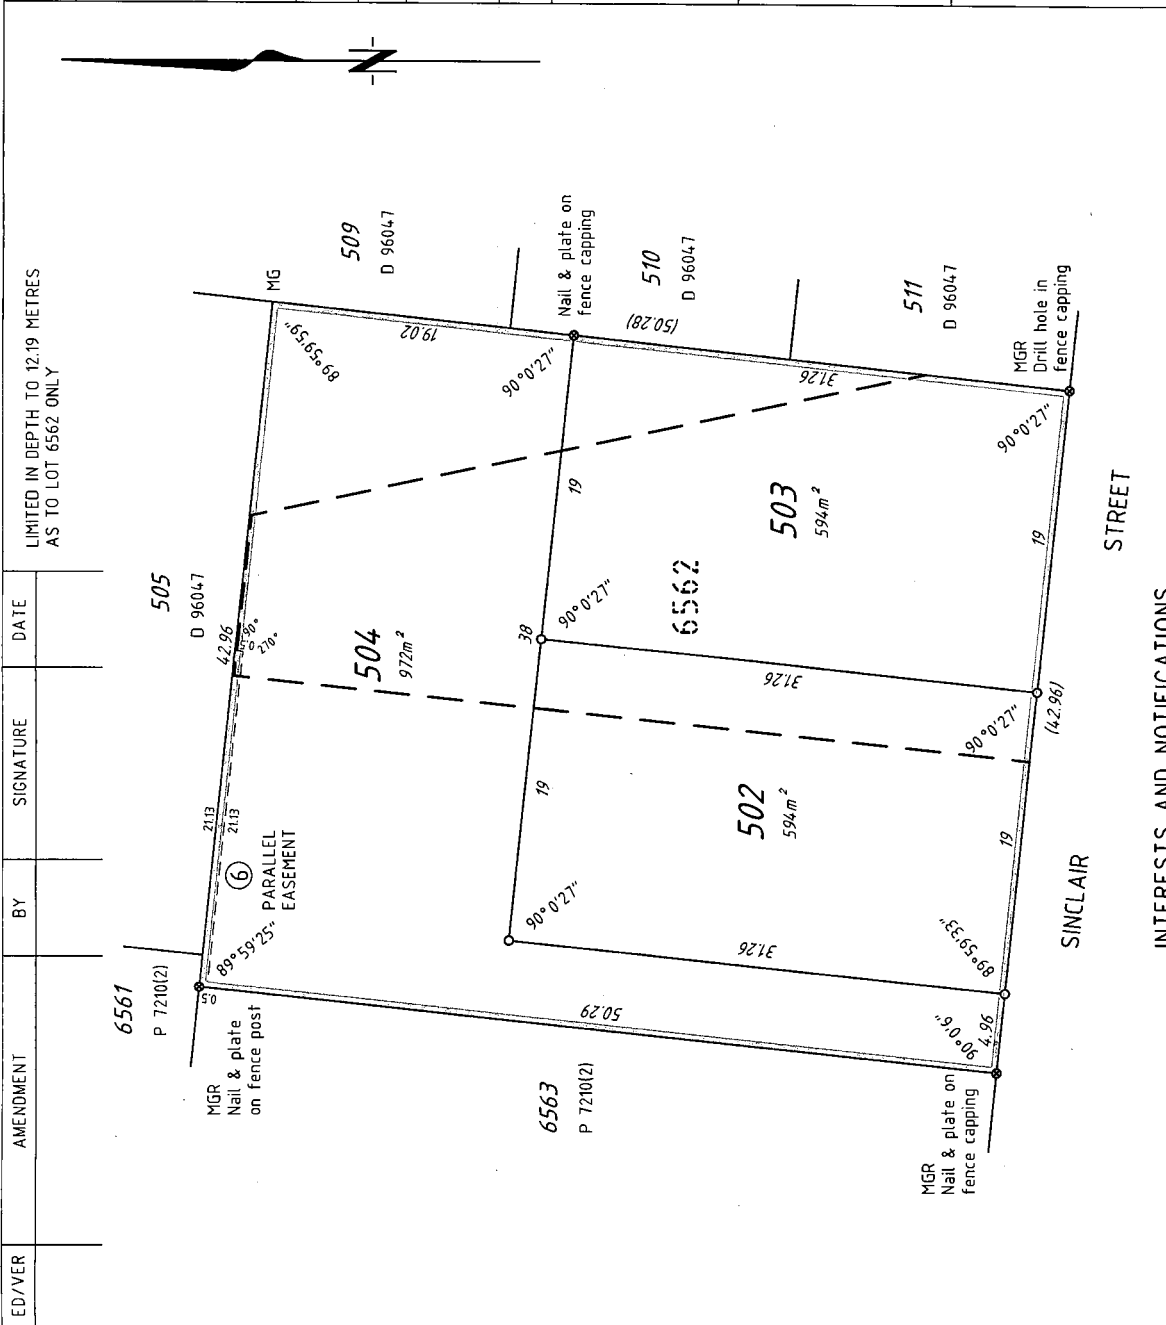 LIMITED IN DEPTH TO 12.19 METRES
AS TO LOT 6562 ONLY
ED/VER
AMENDMENT
BY
SIGNATURE
DATE
N
6561
P 7210(2)
505
D 96047
509
D 96047
510
D 96047
511
D 96047
MG
MGR
Nail & plate
on fence post
0.5
89°59'25"
6
PARALLEL
EASEMENT
21.13
21.13
42.96
90°
0
270°
89°59'59"
19.02
Nail & plate on
fence capping
90°0'27"
(50.28)
504
972m²
38
19
19
90°0'27"
90°0'27"
6562
503
594m²
31.26
31.26
31.26
502
594m²
50.29
6563
P 7210(2)
MGR
Nail & plate on
fence capping
90°0'6"
4.96
89°59'33"
19
90°0'27"
(42.96)
19
90°0'27"
MGR
Drill hole in
fence capping
SINCLAIR
STREET
INTERESTS AND NOTIFICATIONS